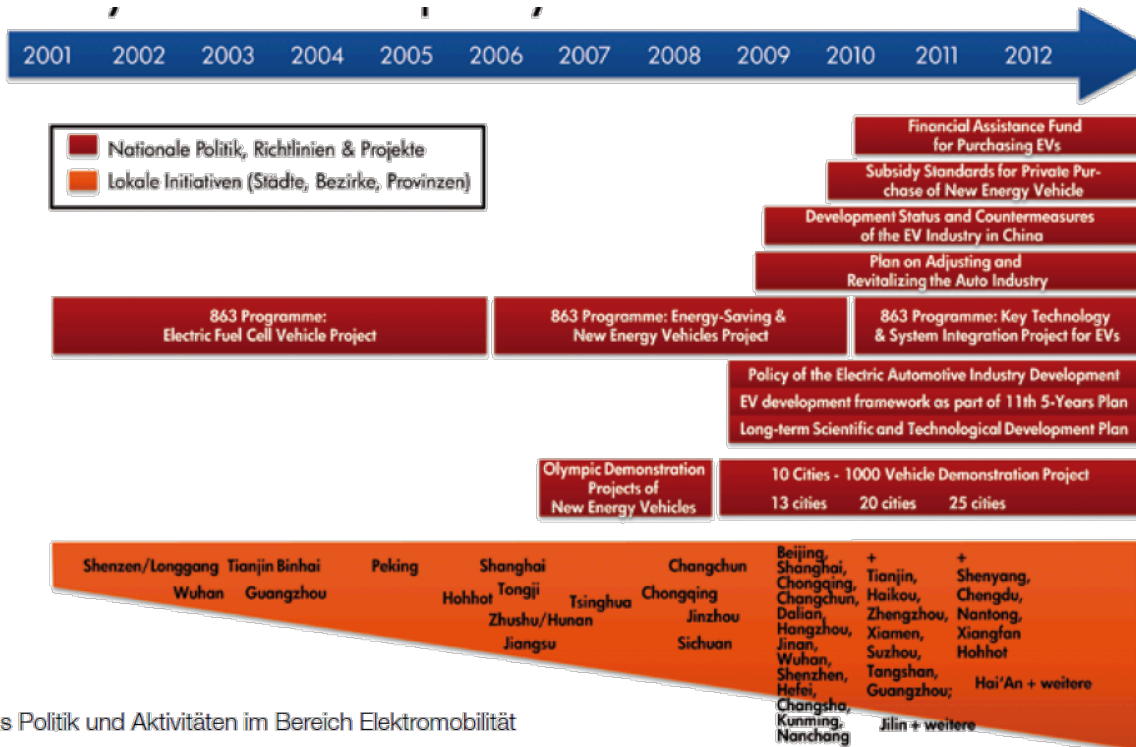 2001 2002 2003 2004 2005 2006 2007 2008 2009 2010 2011 2012
Nationale Politik, Richtlinien & Projekte
Lokale Initiativen (Städte, Bezirke, Provinzen)
Financial Assistance Fund
for Purchasing EVs
Subsidy Standards for Private Pur-
chase of New Energy Vehicle
Development Status and Countermeasures
of the EV Industry in China
Plan on Adjusting and
Revitalizing the Auto Industry
863 Programme:
Electric Fuel Cell Vehicle Project
863 Programme: Energy-Saving &
New Energy Vehicles Project
863 Programme: Key Technology
& System Integration Project for EVs
Policy of the Electric Automotive Industry Development
EV development framework as part of 11th 5-Years Plan
Long-term Scientific and Technological Development Plan
Olympic Demonstration
Projects of
New Energy Vehicles
10 Cities - 1000 Vehicle Demonstration Project
13 cities 20 cities 25 cities
Shenzen/Longgang Tianjin Binhai
Wuhan Guangzhou
Peking
Shanghai
Hohhot Tongji
Tsinghua
Zhushu/Hunan
Jiangsu
Changchun
Chongqing
Jinzhou
Sichuan
Beijing,
Shanghai,
Chongqing,
Changchun,
Dalian,
Hangzhou,
Jinan,
Wuhan,
Shenzhen,
Hefei,
Changsha,
Kunming,
Nanchang
+
Tianjin,
Haikou,
Zhengzhou,
Xiamen,
Suzhou,
Tangshan,
Guangzhou;
Jilin + weitere
+
Shenyang,
Chengdu,
Nantong,
Xiangfan
Hohhot
Hai'An + weitere
s Politik und Aktivitäten im Bereich Elektromobilität